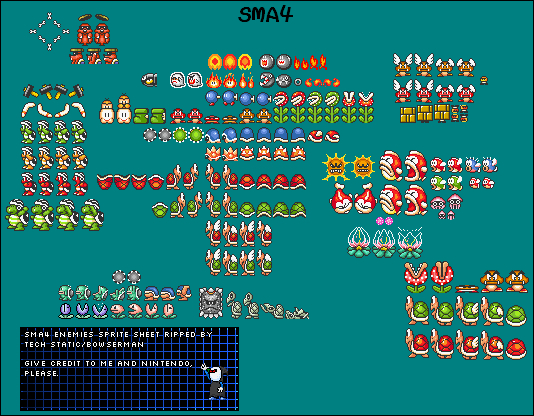 SMA4
SMA4 ENEMIES SPRITE SHEET RIPPED BY
TECH STATIC/BOWSERMAN
GIVE CREDIT TO ME AND NINTENDO,
PLEASE.